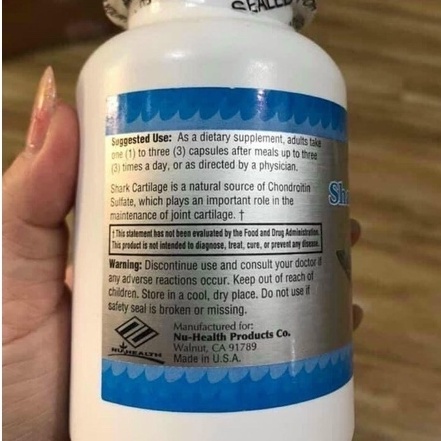 SEALED
Suggested Use: As a dietary supplement, adults take
one (1) to three (3) capsules after meals up to three
(3) times a day, or as directed by a physician.
Shark Cartilage is a natural source of Chondroitin
Sulfate, which plays an important role in the
maintenance of joint cartilage. †
† This statement has not been evaluated by the Food and Drug Administration.
This product is not intended to diagnose, treat, cure, or prevent any disease.
Warning: Discontinue use and consult your doctor if
any adverse reactions occur. Keep out of reach of
children. Store in a cool, dry place. Do not use if
safety seal is broken or missing.
NU-HEALTH
Manufactured for:
Nu-Health Products Co.
Walnut, CA 91789
Made in U.S.A.
Sh